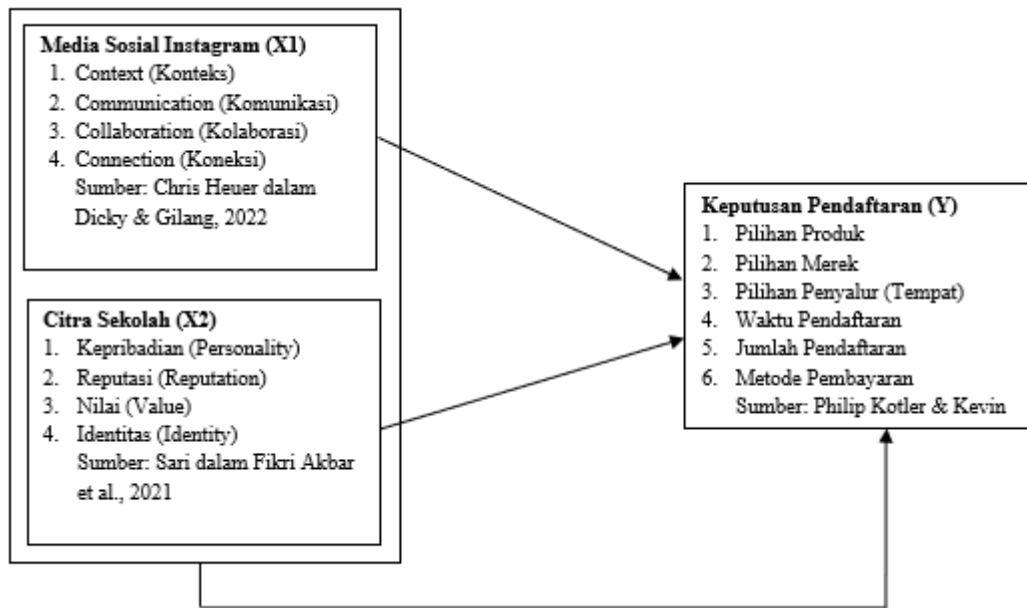 Media Sosial Instagram (X1)
1. Context (Konteks)
2. Communication (Komunikasi)
3. Collaboration (Kolaborasi)
4. Connection (Koneksi)
Sumber: Chris Heuer dalam
Dicky & Gilang, 2022
Citra Sekolah (X2)
1. Kepribadian (Personality)
2. Reputasi (Reputation)
3. Nilai (Value)
4. Identitas (Identity)
Sumber: Sari dalam Fikri Akbar
et al., 2021
Keputusan Pendaftaran (Y)
1. Pilihan Produk
2. Pilihan Merek
3. Pilihan Penyalur (Tempat)
4. Waktu Pendaftaran
5. Jumlah Pendaftaran
6. Metode Pembayaran
Sumber: Philip Kotler & Kevin